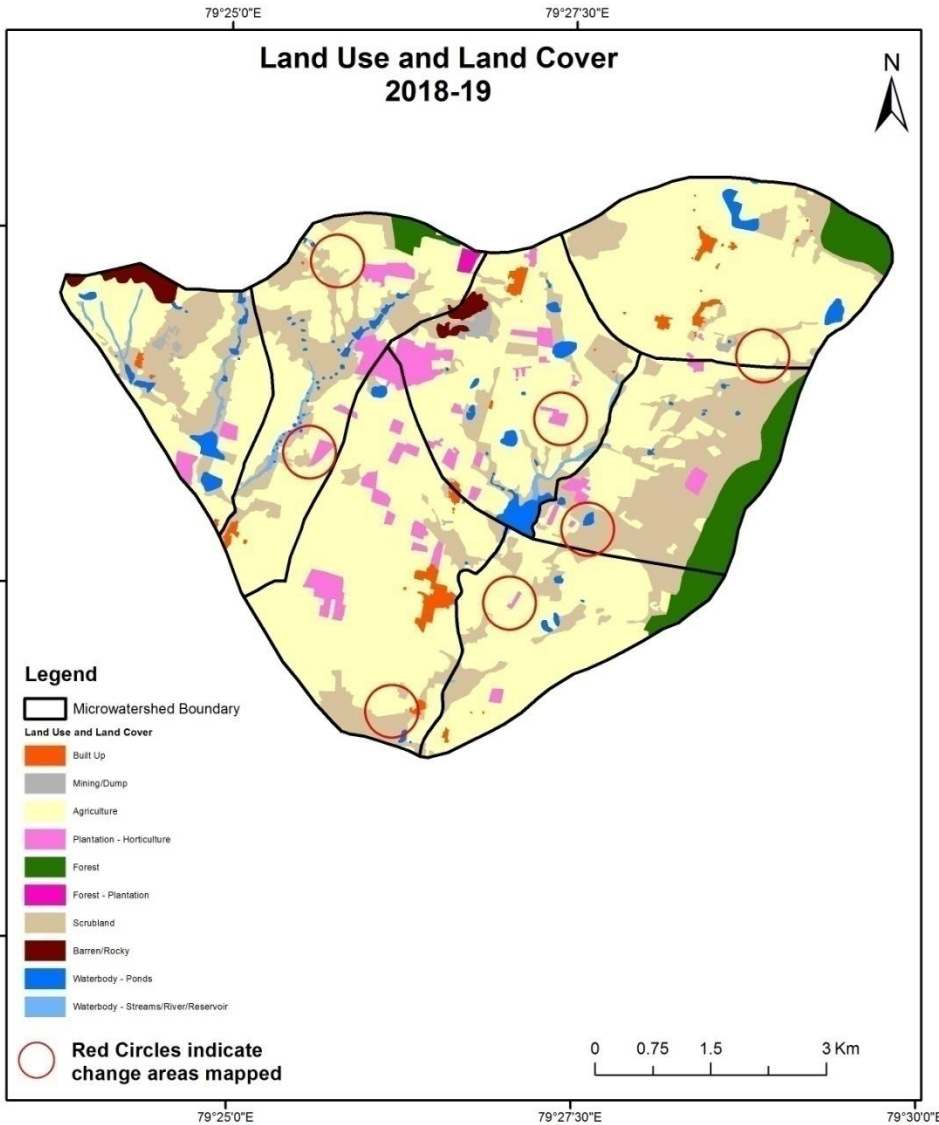 79°25'0"E
79°27'30"E
Land Use and Land Cover
2018-19
N
Legend
Microwatershed Boundary
Land Use and Land Cover
Built Up
Mining/Dump
Agriculture
Plantation - Horticulture
Forest
Forest - Plantation
Scrubland
Barren/Rocky
Waterbody - Ponds
Waterbody - Streams/River/Reservoir
Red Circles indicate
change areas mapped
0 0.75 1.5 3 Km
79°25'0"E
79°27'30"E
79°30'0"E